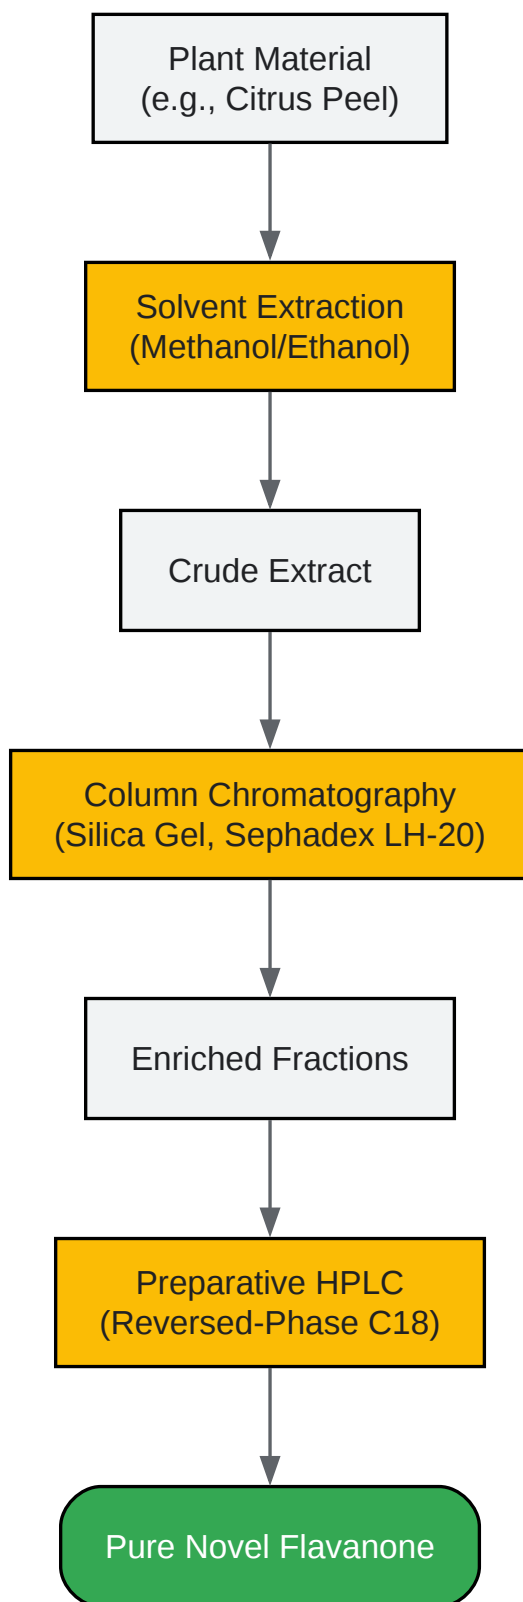 Plant Material
(e.g., Citrus Peel)
Solvent Extraction
(Methanol/Ethanol)
Crude Extract
Column Chromatography
(Silica Gel, Sephadex LH-20)
Enriched Fractions
Preparative HPLC
(Reversed-Phase C18)
Pure Novel Flavanone